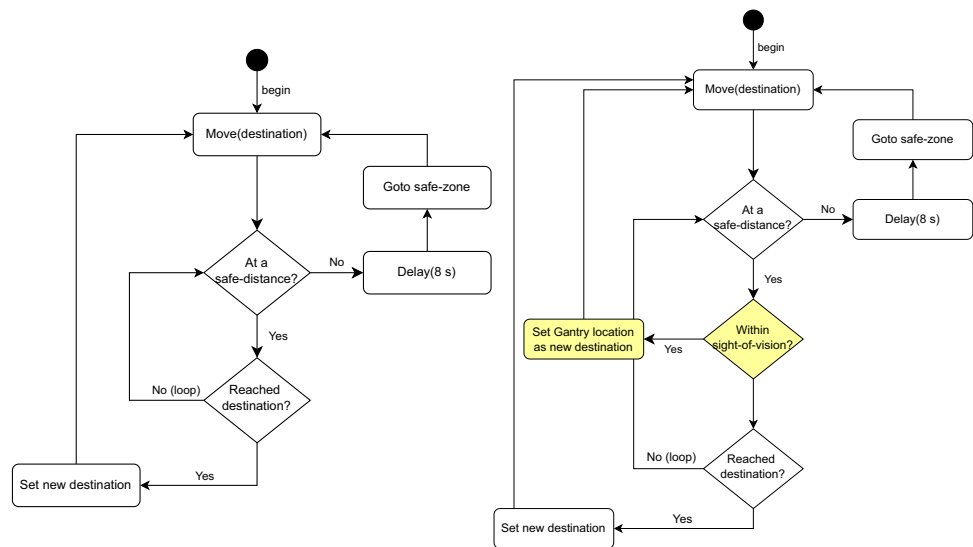 begin
Move(destination)
Goto safe-zone
At a
safe-distance?
No
Delay(8 s)
Yes
No (loop)
Reached
destination?
Yes
Set new destination
begin
Move(destination)
Goto safe-zone
At a
safe-distance?
No
Delay(8 s)
Yes
Set Gantry location
as new destination
Yes
Within
sight-of-vision?
No (loop)
Reached
destination?
Yes
Set new destination